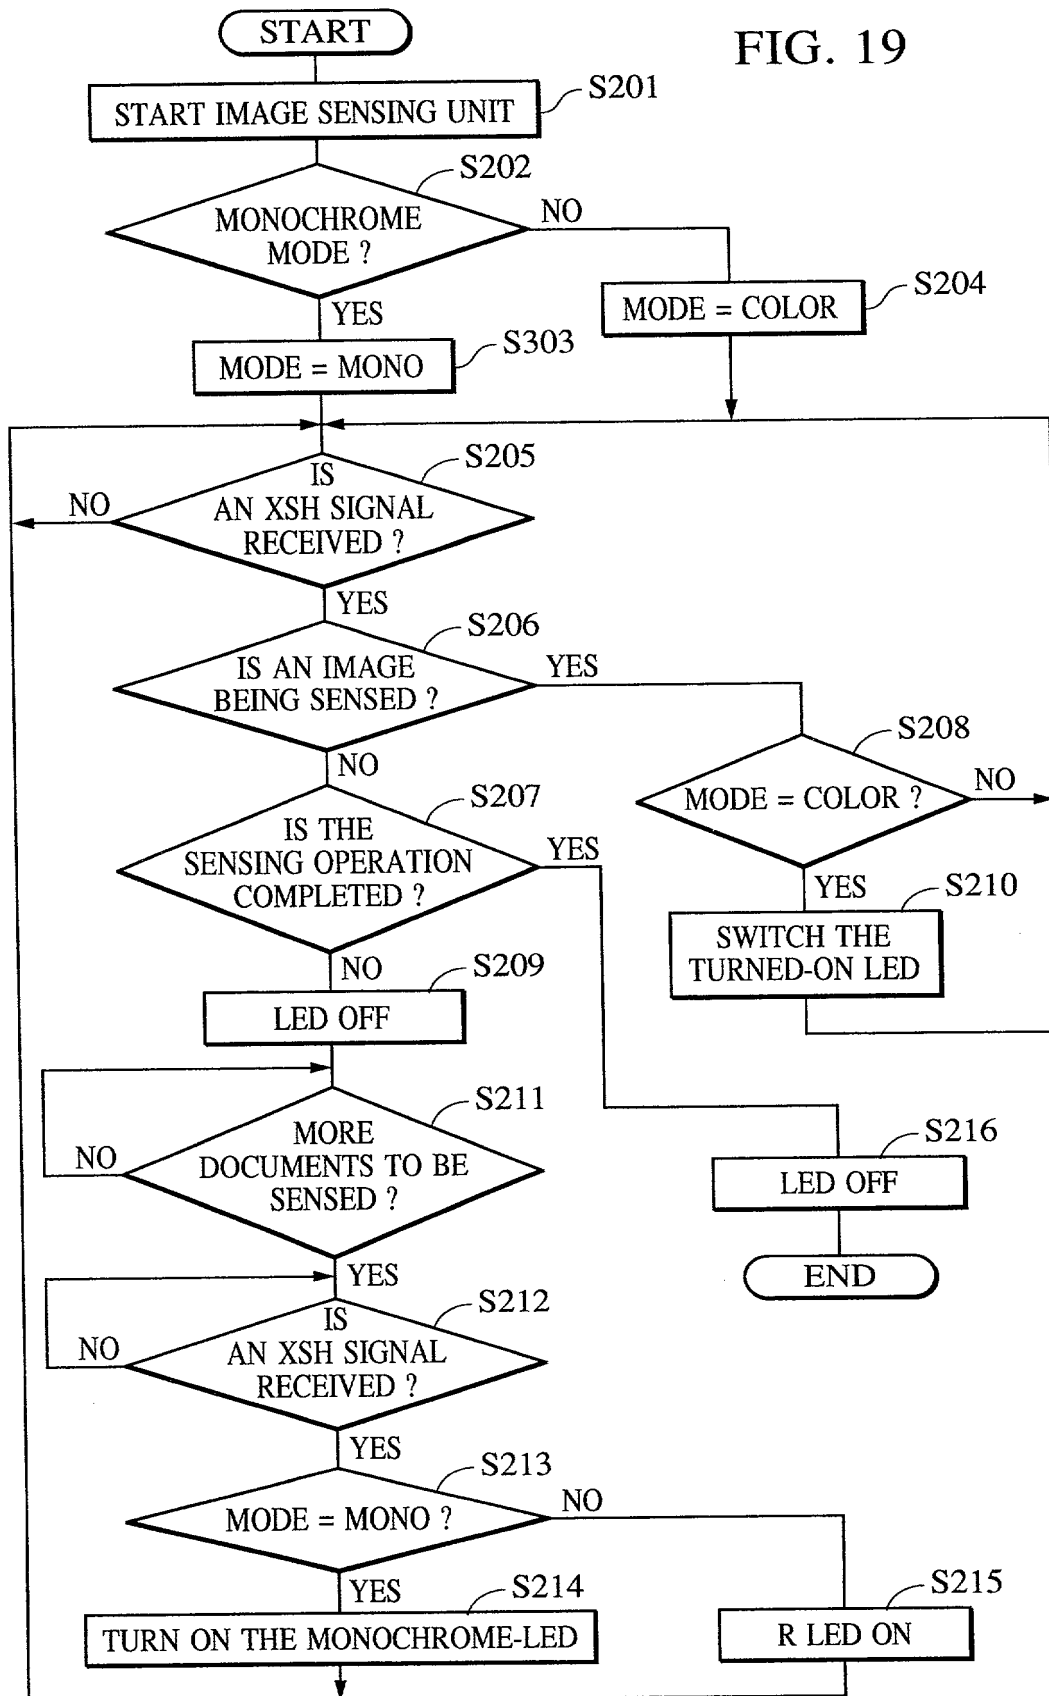 FIG. 19
START
START IMAGE SENSING UNIT
S201
S202
MONOCHROME
MODE ?
NO
YES
S204
MODE = COLOR
S303
MODE = MONO
S205
IS
AN XSH SIGNAL
RECEIVED ?
NO
YES
S206
IS AN IMAGE
BEING SENSED ?
YES
NO
S208
MODE = COLOR ?
NO
YES
S207
IS THE
SENSING OPERATION
COMPLETED ?
YES
NO
S210
SWITCH THE
TURNED-ON LED
S209
LED OFF
S211
MORE
DOCUMENTS TO BE
SENSED ?
NO
YES
S216
LED OFF
END
S212
IS
AN XSH SIGNAL
RECEIVED ?
NO
YES
S213
MODE = MONO ?
NO
YES
S214
TURN ON THE MONOCHROME-LED
S215
R LED ON